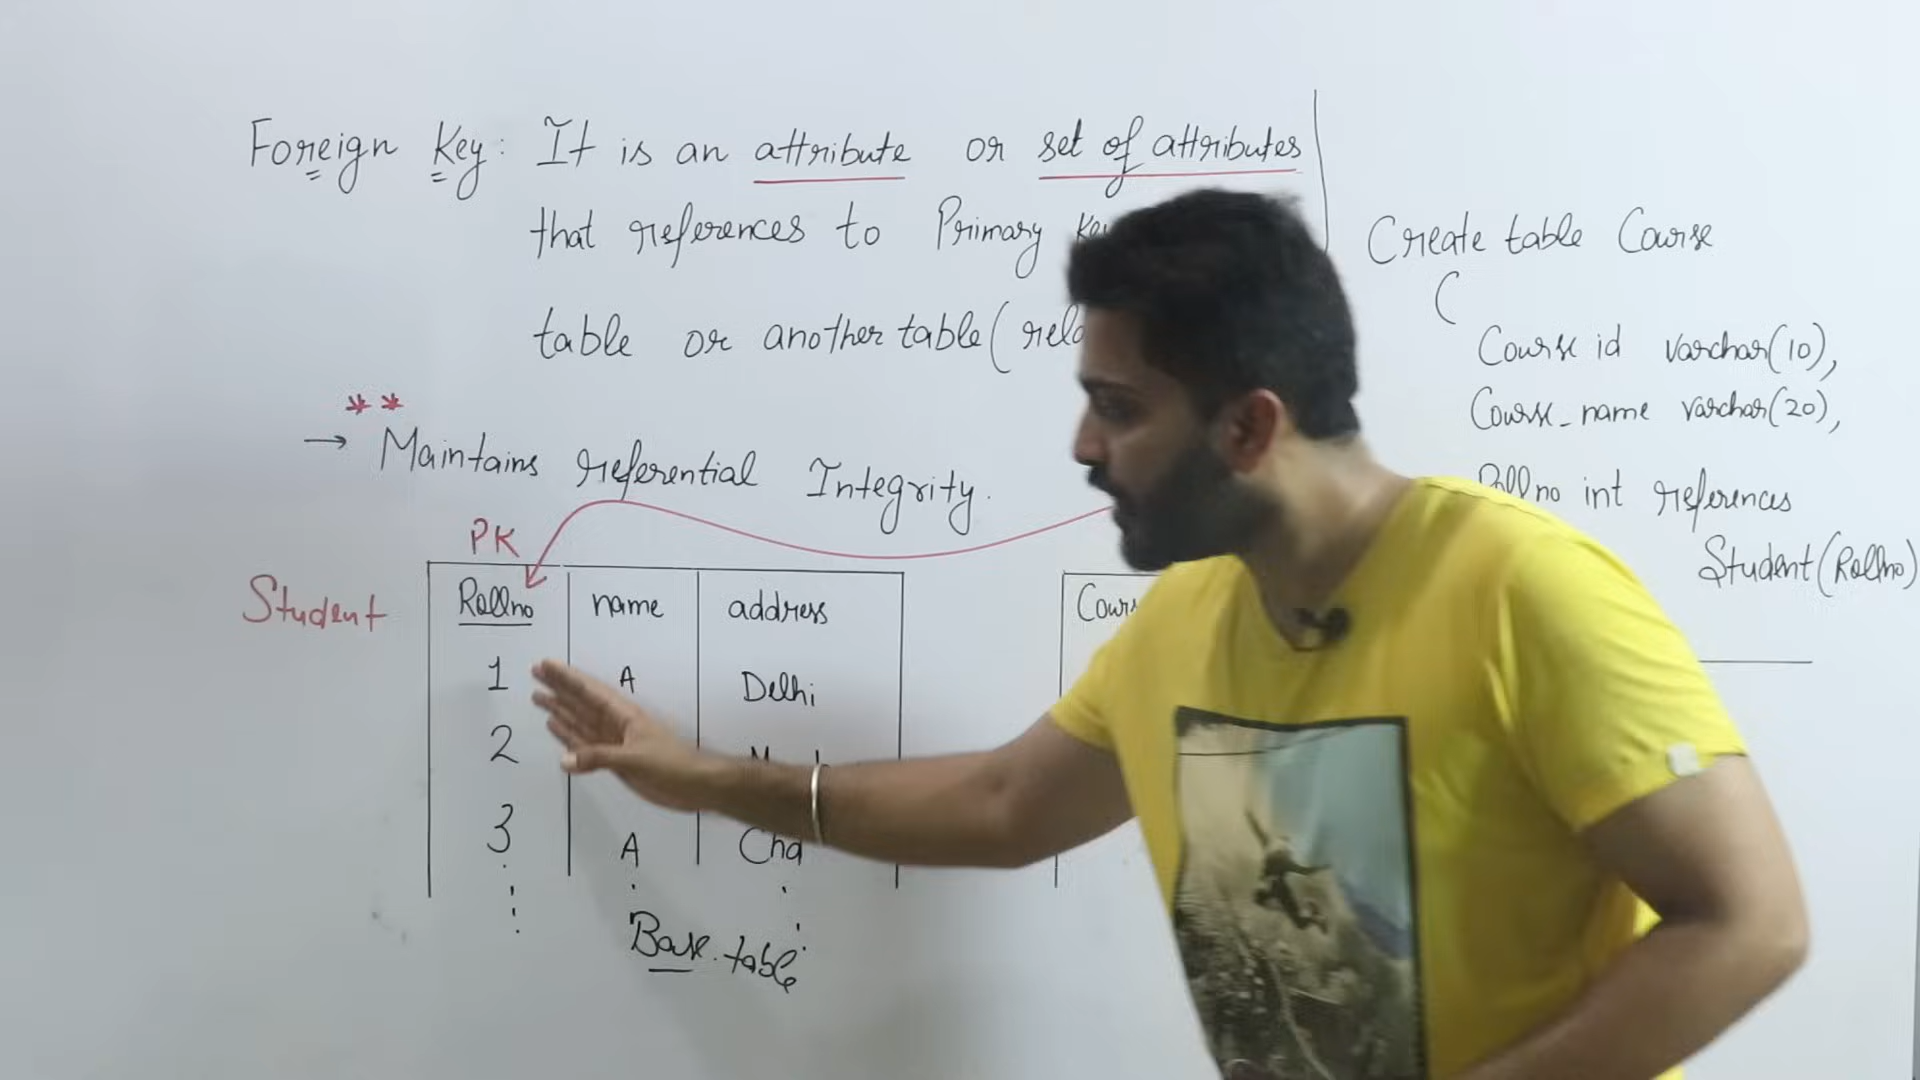 Foreign Key: It is an attribute or set of attributes
that references to Primary
table or another table(
**
→ Maintains referential Integrity.
PK
Student
Rollno name address
1 A Delhi
2
3 A Cha
Base table
Create table Course
(
Course id varchar(10),
Course_name varchar(20),
Rollno int references
Student(Rollno)